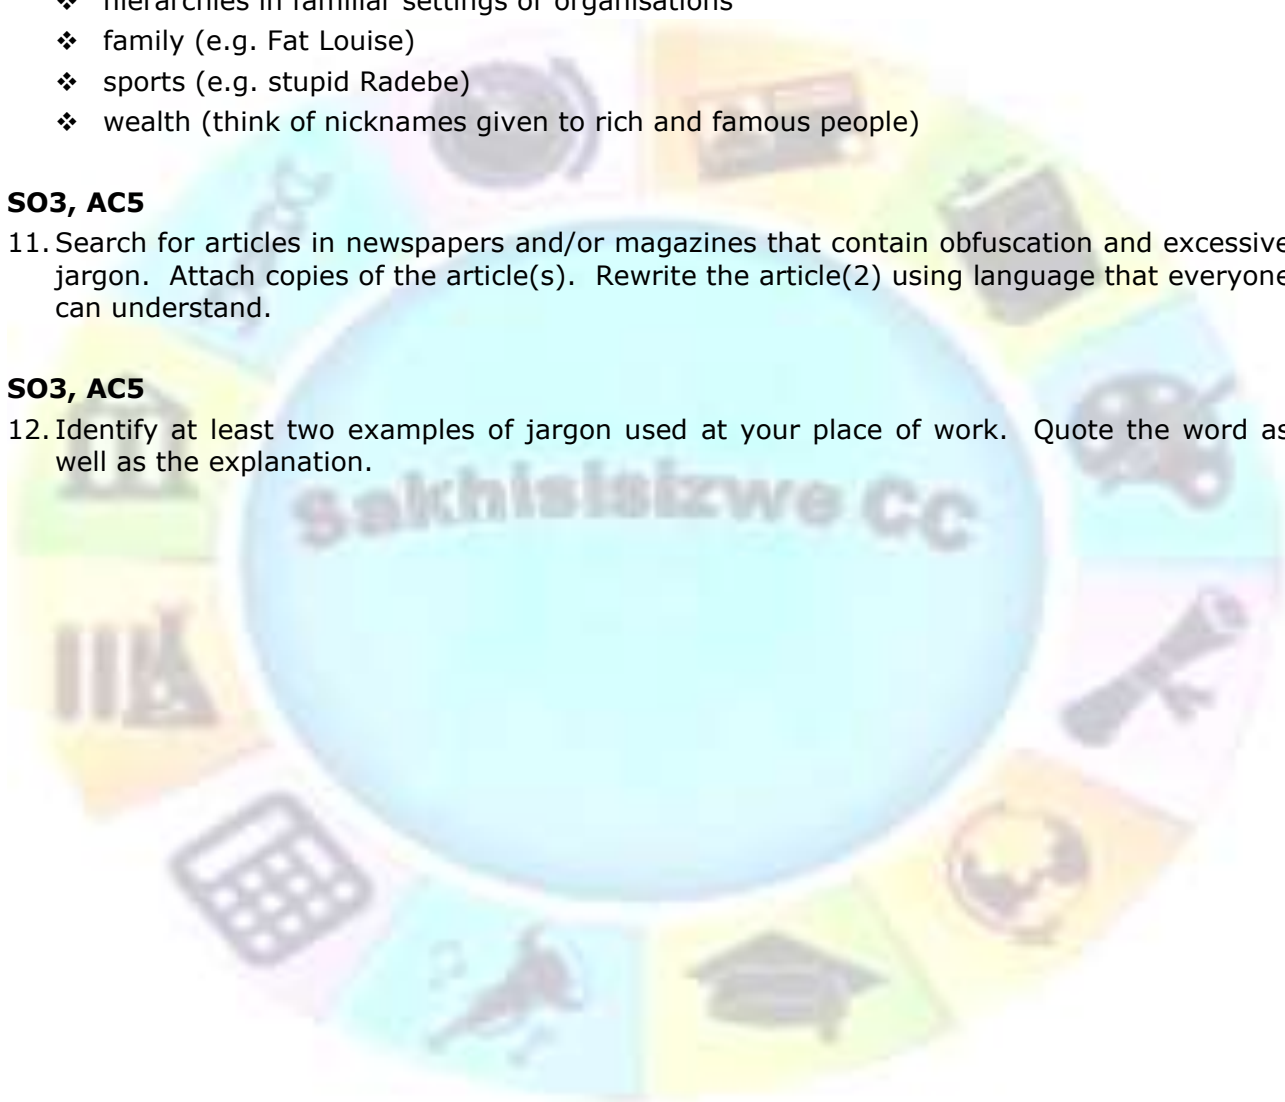 ❖ hierarchies in familiar settings or organisations
❖ family (e.g. Fat Louise)
❖ sports (e.g. stupid Radebe)
❖ wealth (think of nicknames given to rich and famous people)
SO3, AC5
11. Search for articles in newspapers and/or magazines that contain obfuscation and excessive
jargon. Attach copies of the article(s). Rewrite the article(2) using language that everyone
can understand.
SO3, AC5
12. Identify at least two examples of jargon used at your place of work. Quote the word as
well as the explanation.
Sakhisisizwe CC